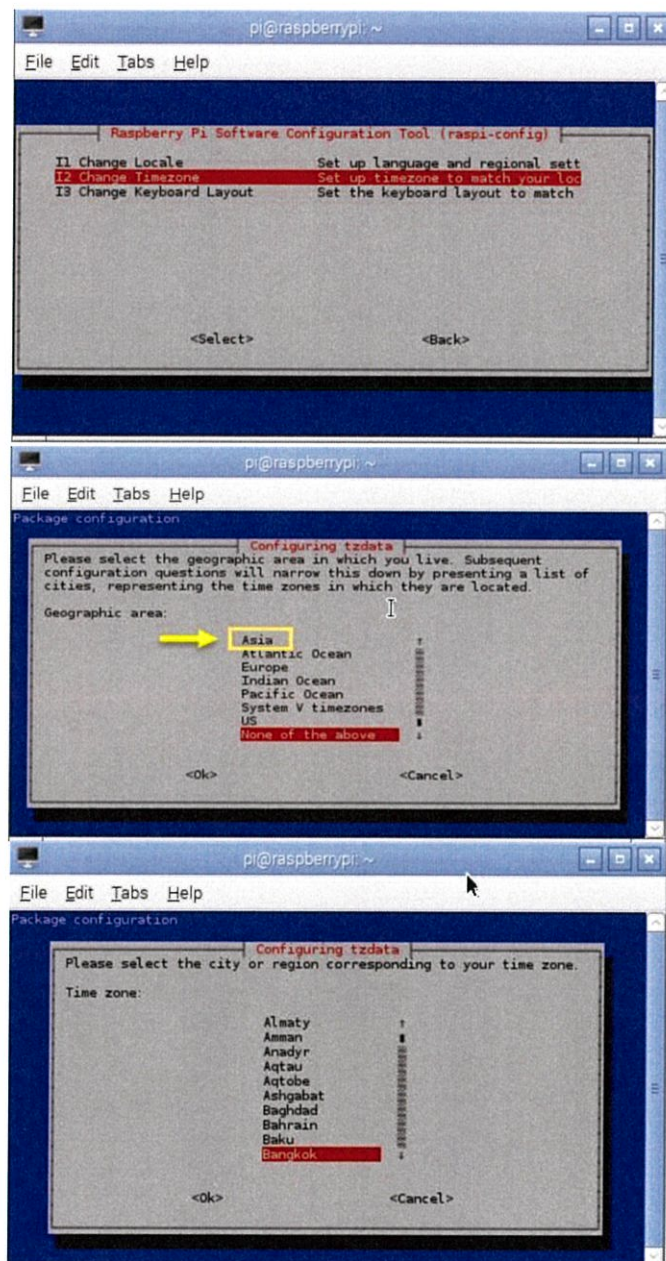 pi@raspberrypi: ~
File Edit Tabs Help
Raspberry Pi Software Configuration Tool (raspi-config)
I1 Change Locale Set up language and regional sett
I2 Change Timezone Set up timezone to match your loc
I3 Change Keyboard Layout Set the keyboard layout to match
<Select> <Back>
pi@raspberrypi: ~
File Edit Tabs Help
Package configuration
Configuring tzdata
Please select the geographic area in which you live. Subsequent
configuration questions will narrow this down by presenting a list of
cities, representing the time zones in which they are located.
Geographic area:
Asia
Atlantic Ocean
Europe
Indian Ocean
Pacific Ocean
System V timezones
US
None of the above
<Ok> <Cancel>
pi@raspberrypi: ~
File Edit Tabs Help
Package configuration
Configuring tzdata
Please select the city or region corresponding to your time zone.
Time zone:
Almaty
Amman
Anadyr
Aqtau
Aqtobe
Ashgabat
Baghdad
Bahrain
Baku
Bangkok
<Ok> <Cancel>